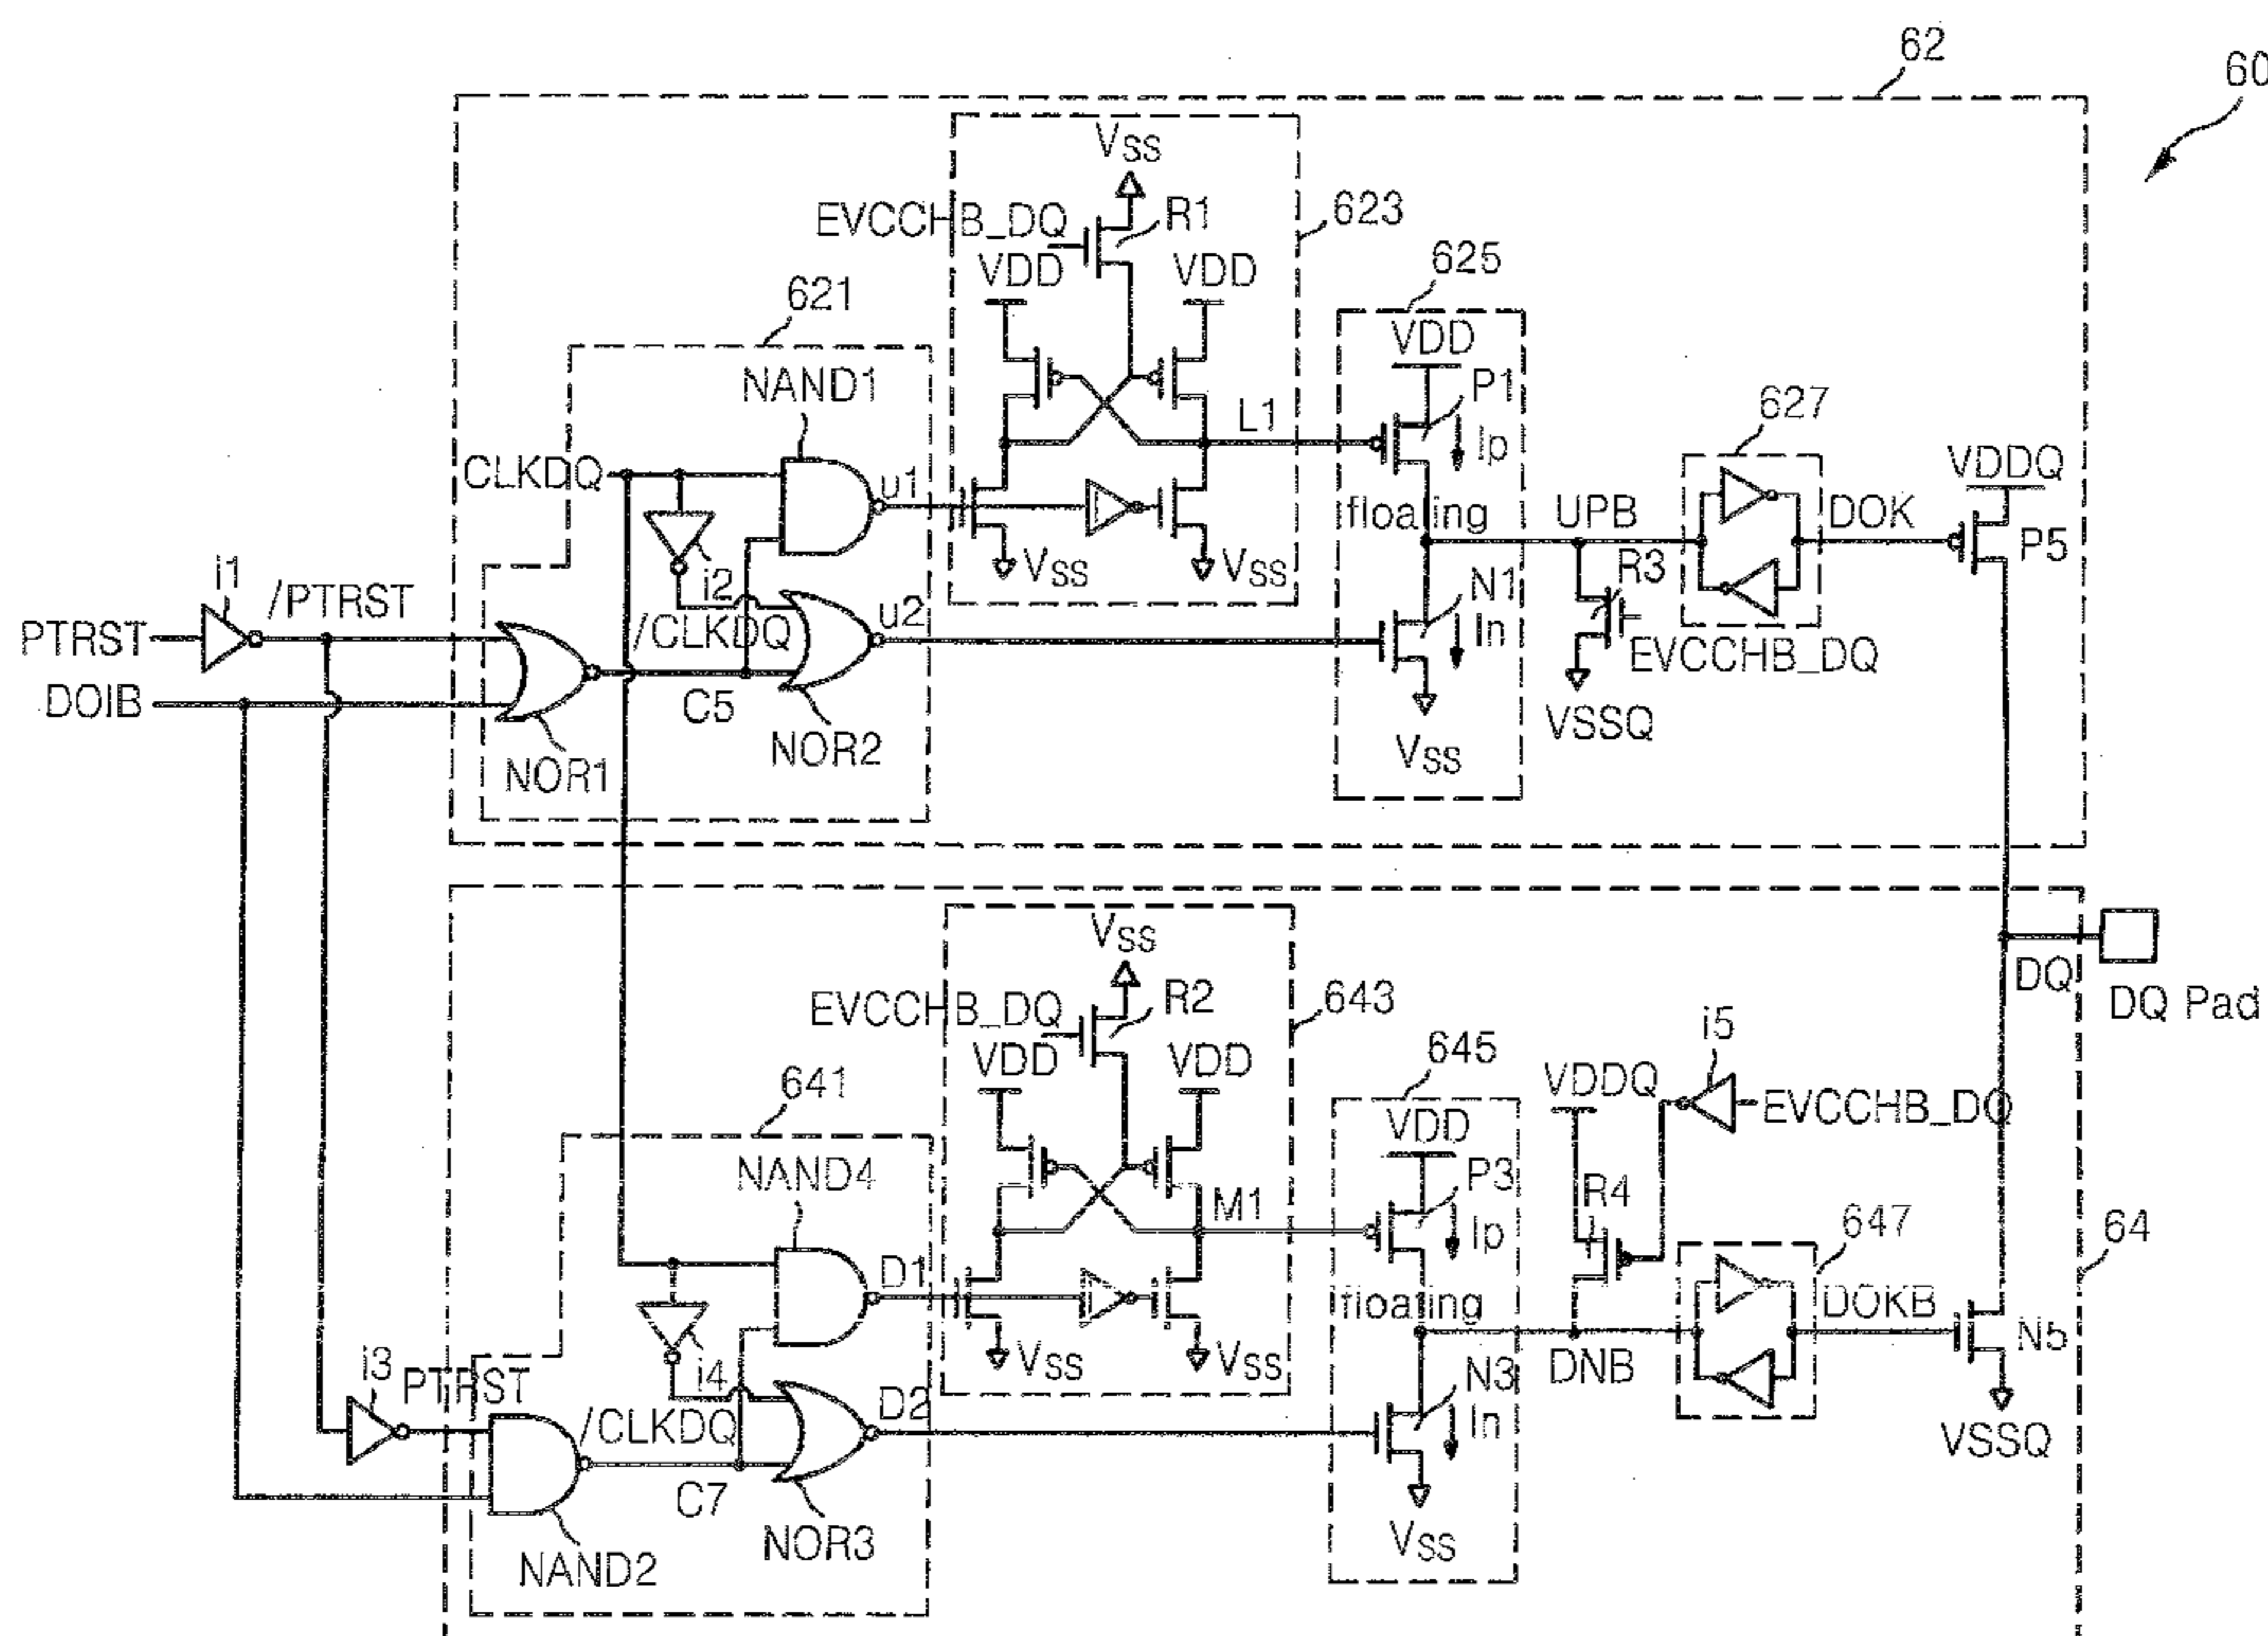 62
60
VSS
EVCCHB_DQ
R1
623
VDD
VDD
625
621
VDD
NAND1
P1
627
L1
Ip
CLKDQ
u1
VDDQ
floating
UPB
DOK
P5
i1
/PTRST
VSS
VSS
R3
i2
N1
PTRST
/CLKDQ
u2
In
EVCCHB_DQ
DOIB
C5
VSSQ
NOR1
NOR2
VSS
VSS
DQ
DQ Pad
EVCCHB_DQ
R2
643
i5
VDD
VDD
645
VDDQ
EVCCHB_DQ
641
VDD
NAND4
P3
R4
M1
647
64
Ip
D1
floating
DOKB
N5
VSS
VSS
DNB
i3
PTRST
i4
N3
/CLKDQ
D2
In
VSSQ
C7
NAND2
NOR3
VSS